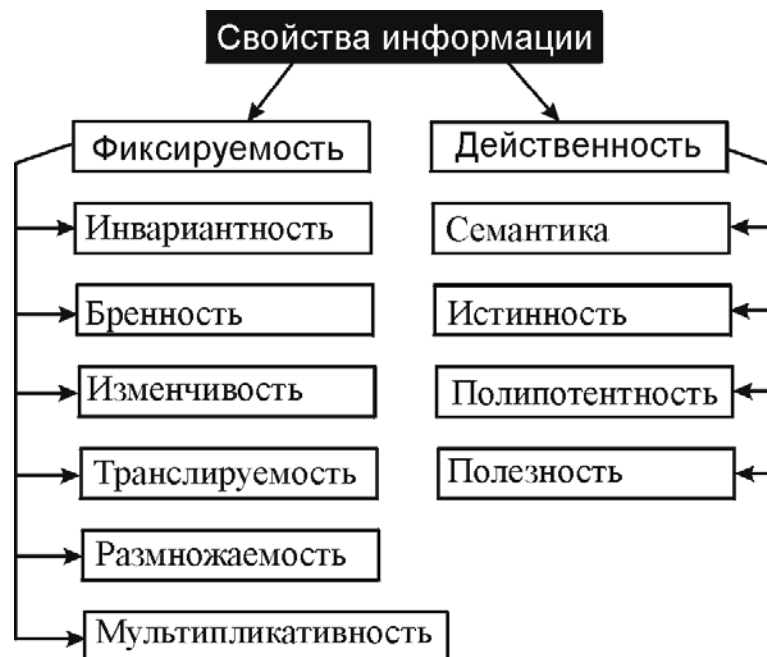 Свойства информации
Фиксируемость
Действенность
Инвариантность
Семантика
Бренность
Истинность
Изменчивость
Полипотентность
Транслируемость
Полезность
Размножаемость
Мультипликативность